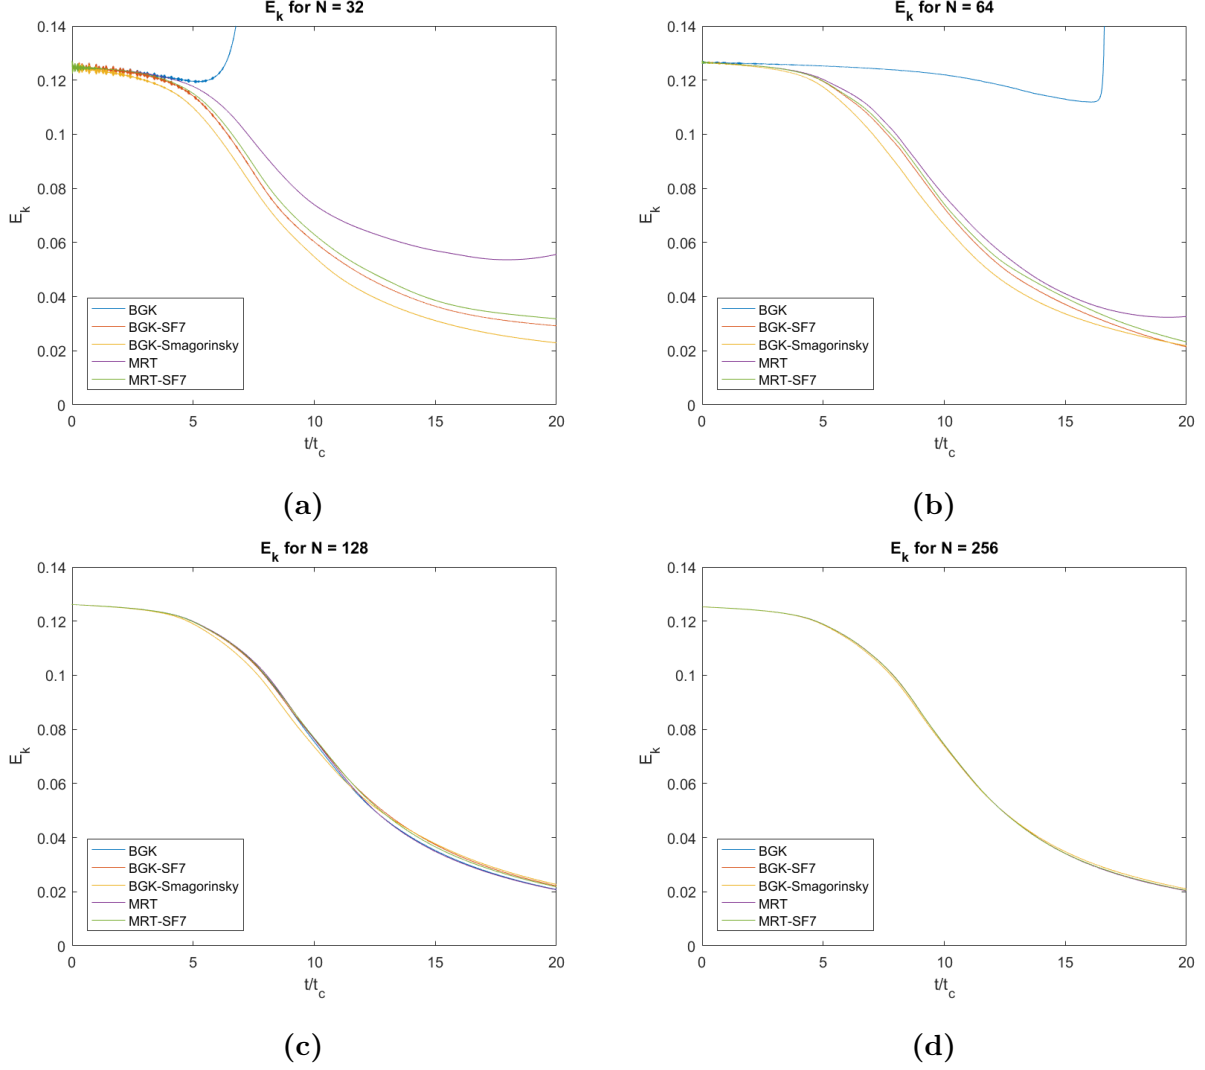 E_k for N = 32
0.14
0.12
0.1
0.08
0.06
0.04
0.02
0
E_k
BGK
BGK-SF7
BGK-Smagorinsky
MRT
MRT-SF7
0 5 10 15 20
t/t_c
(a)
E_k for N = 64
0.14
0.12
0.1
0.08
0.06
0.04
0.02
0
E_k
BGK
BGK-SF7
BGK-Smagorinsky
MRT
MRT-SF7
0 5 10 15 20
t/t_c
(b)
E_k for N = 128
0.14
0.12
0.1
0.08
0.06
0.04
0.02
0
E_k
BGK
BGK-SF7
BGK-Smagorinsky
MRT
MRT-SF7
0 5 10 15 20
t/t_c
(c)
E_k for N = 256
0.14
0.12
0.1
0.08
0.06
0.04
0.02
0
E_k
BGK
BGK-SF7
BGK-Smagorinsky
MRT
MRT-SF7
0 5 10 15 20
t/t_c
(d)